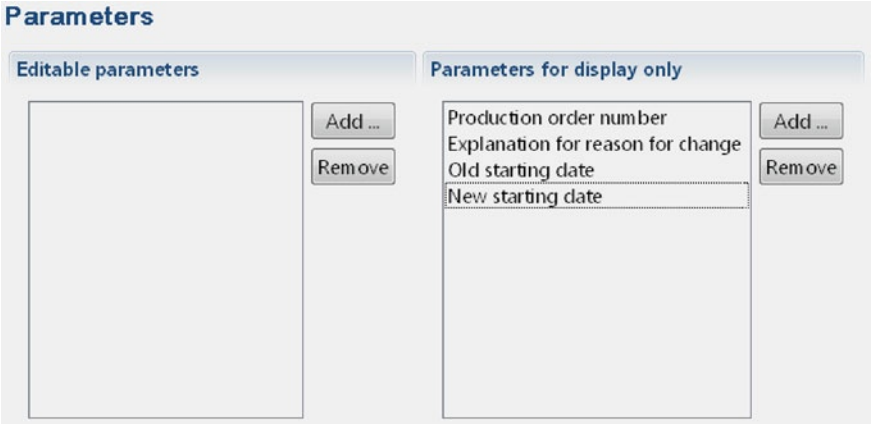 Parameters
Editable parameters
Add ...
Remove
Parameters for display only
Production order number
Explanation for reason for change
Old starting date
New starting date
Add ...
Remove